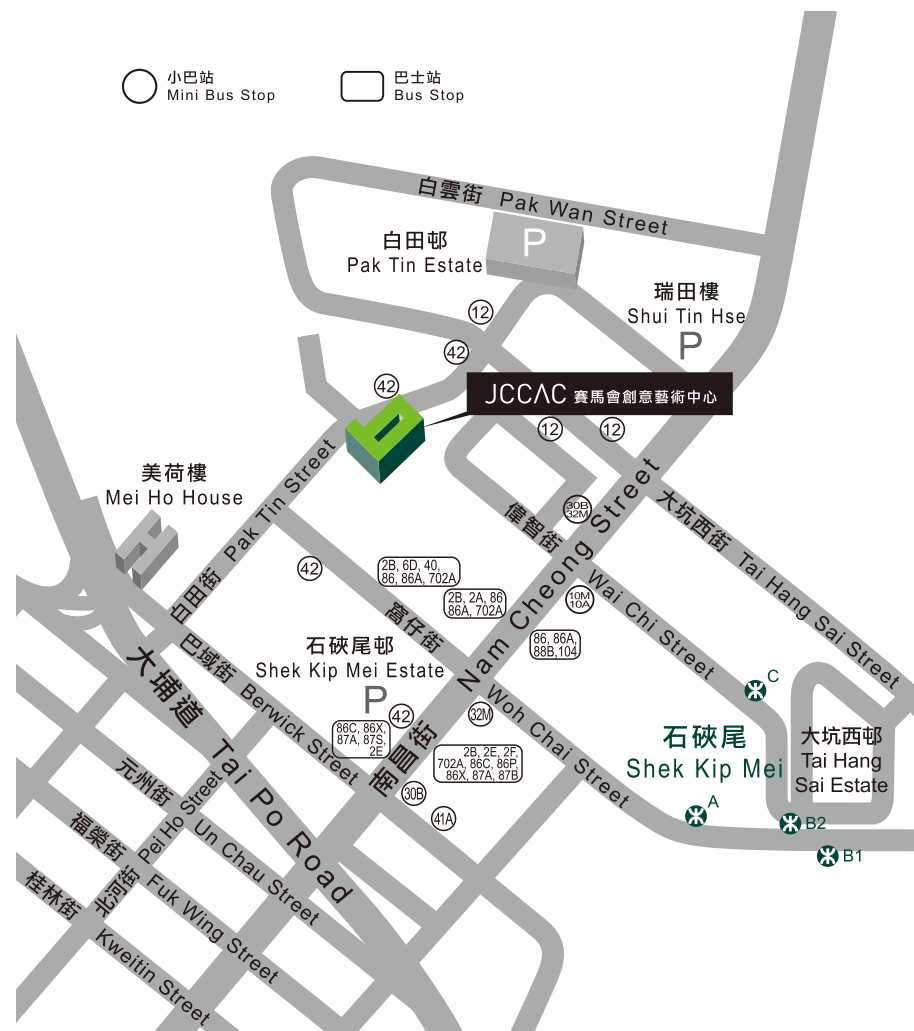 小巴站
Mini Bus Stop
巴士站
Bus Stop
白雲街 Pak Wan Street
P
白田邨
Pak Tin Estate
瑞田樓
Shui Tin Hse
P
12
42
42
JCCAC 賽馬會創意藝術中心
12
12
美荷樓
Mei Ho House
白田街 Pak Tin Street
偉智街 Wai Chi Street
30B
32M
大坑西街 Tai Hang Sai Street
南昌街 Nam Cheong Street
42
2B, 6D, 40,
86, 86A, 702A
2B, 2A, 86
86A, 702A
10M
10A
86, 86A,
88B,104
窩仔街 Woh Chai Street
巴域街 Berwick Street
石硤尾邨
Shek Kip Mei Estate
P
42
32M
86C, 86X,
87A, 87S,
2E
2B, 2E, 2F,
702A, 86C, 86P,
86X, 87A, 87B
30B
41A
C
石硤尾
Shek Kip Mei
大坑西邨
Tai Hang
Sai Estate
A
B2
B1
大埔道 Tai Po Road
元州街 Un Chau Street
北河街 Pei Ho Street
福榮街 Fuk Wing Street
桂林街 Kweitin Street